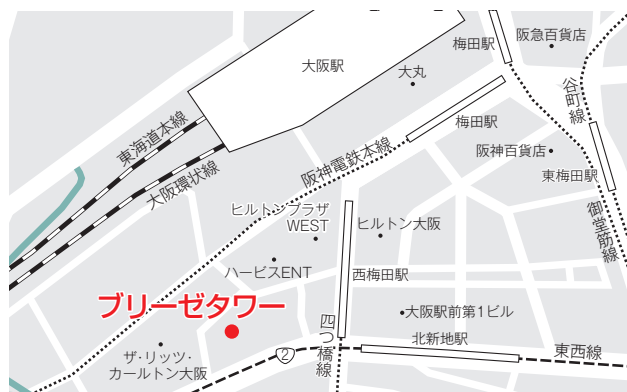 梅田駅
阪急百貨店
大阪駅
大丸
谷町線
東海道本線
梅田駅
阪神百貨店
阪神電鉄本線
大阪環状線
東梅田駅
御堂筋線
ヒルトンプラザ
WEST
ヒルトン大阪
ハービスENT
西梅田駅
ブリーゼタワー
大阪駅前第1ビル
四つ橋線
北新地駅
2
東西線
ザ・リッツ・
カールトン大阪